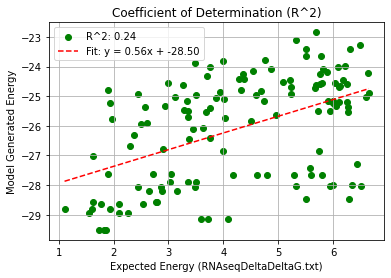 Coefficient of Determination (R^2)
R^2: 0.24
Fit: y = 0.56x + -28.50
Model Generated Energy
−23
−24
−25
−26
−27
−28
−29
1
2
3
4
5
6
Expected Energy (RNAseqDeltaDeltaG.txt)